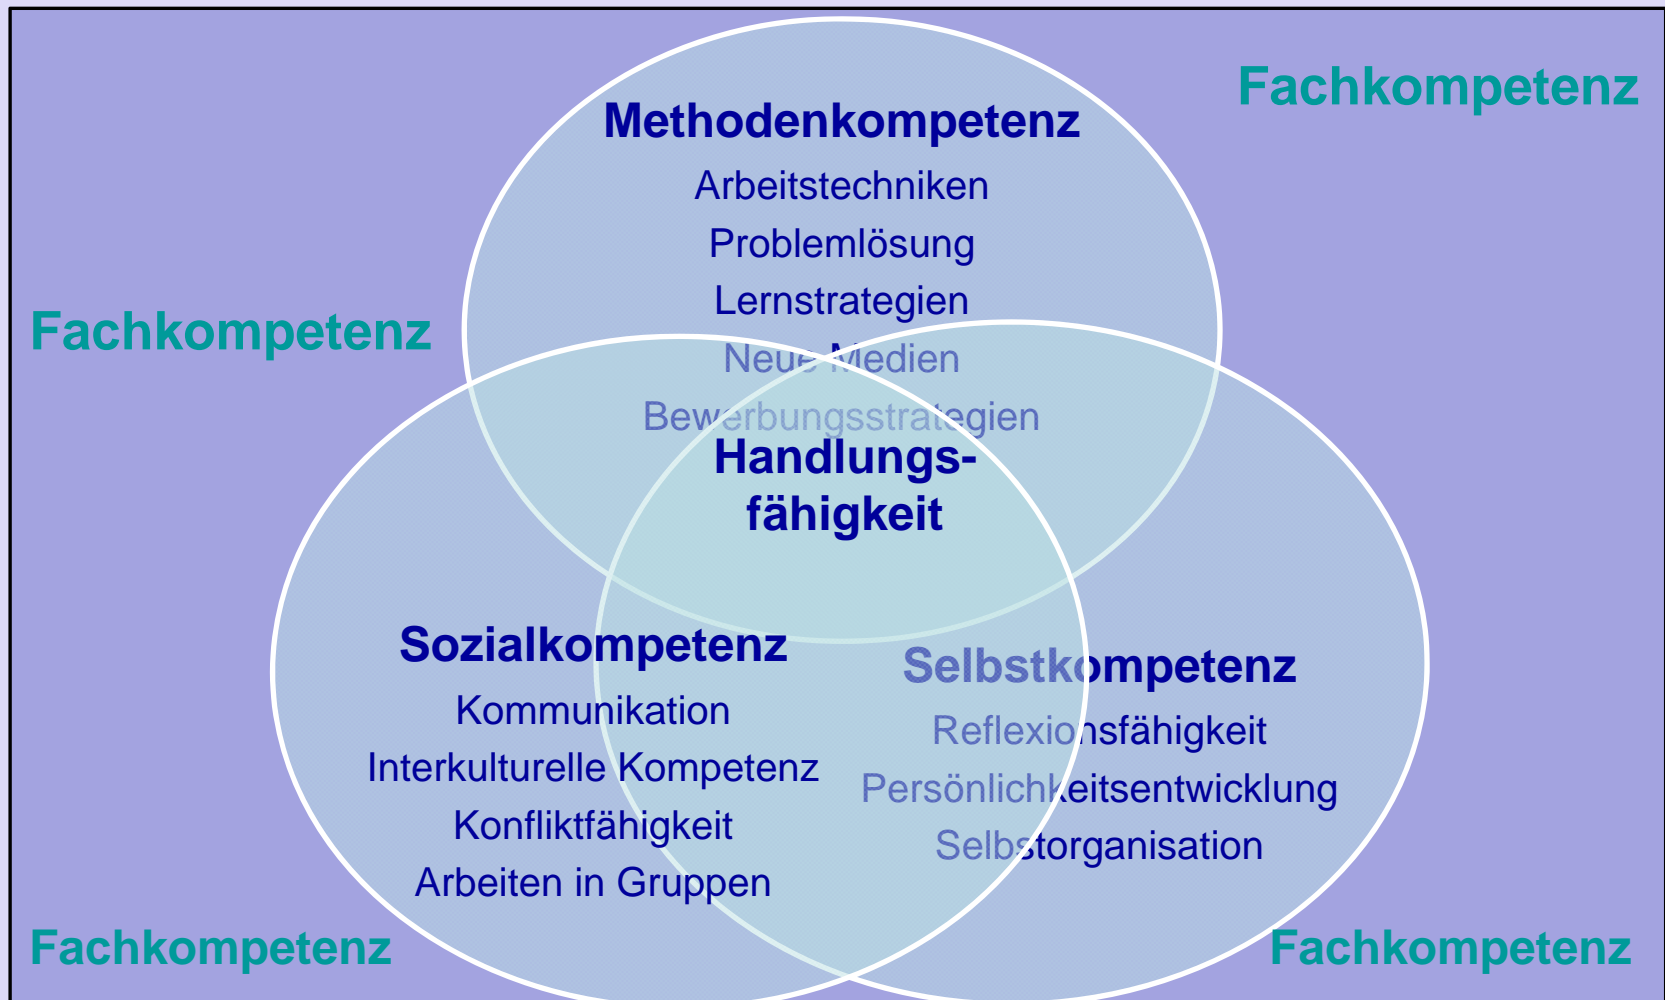 Fachkompetenz
Methodenkompetenz
Arbeitstechniken
Problemlösung
Lernstrategien
Neue Medien
Bewerbungsstrategien
Fachkompetenz
Handlungs-
fähigkeit
Sozialkompetenz
Kommunikation
Interkulturelle Kompetenz
Konfliktfähigkeit
Arbeiten in Gruppen
Selbstkompetenz
Reflexionsfähigkeit
Persönlichkeitsentwicklung
Selbstorganisation
Fachkompetenz
Fachkompetenz